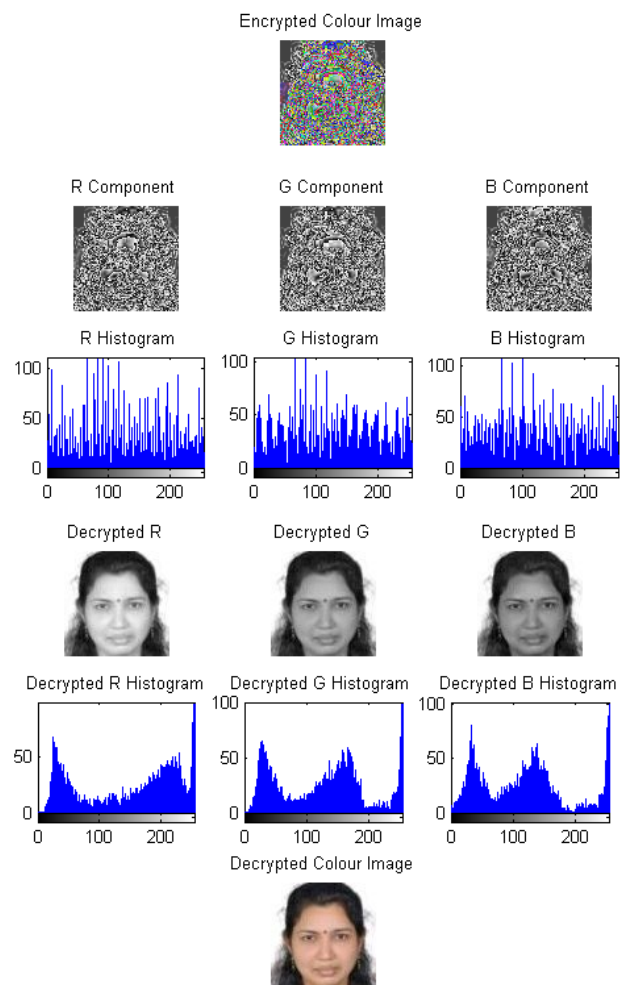 Encrypted Colour Image
R Component G Component B Component
R Histogram G Histogram B Histogram
100 100 100
50 50 50
0 0 0
0 100 200 0 100 200 0 100 200
Decrypted R Decrypted G Decrypted B
Decrypted R Histogram Decrypted G Histogram Decrypted B Histogram
100 100
50 50 50
0 0 0
0 100 200 0 100 200 0 100 200
Decrypted Colour Image